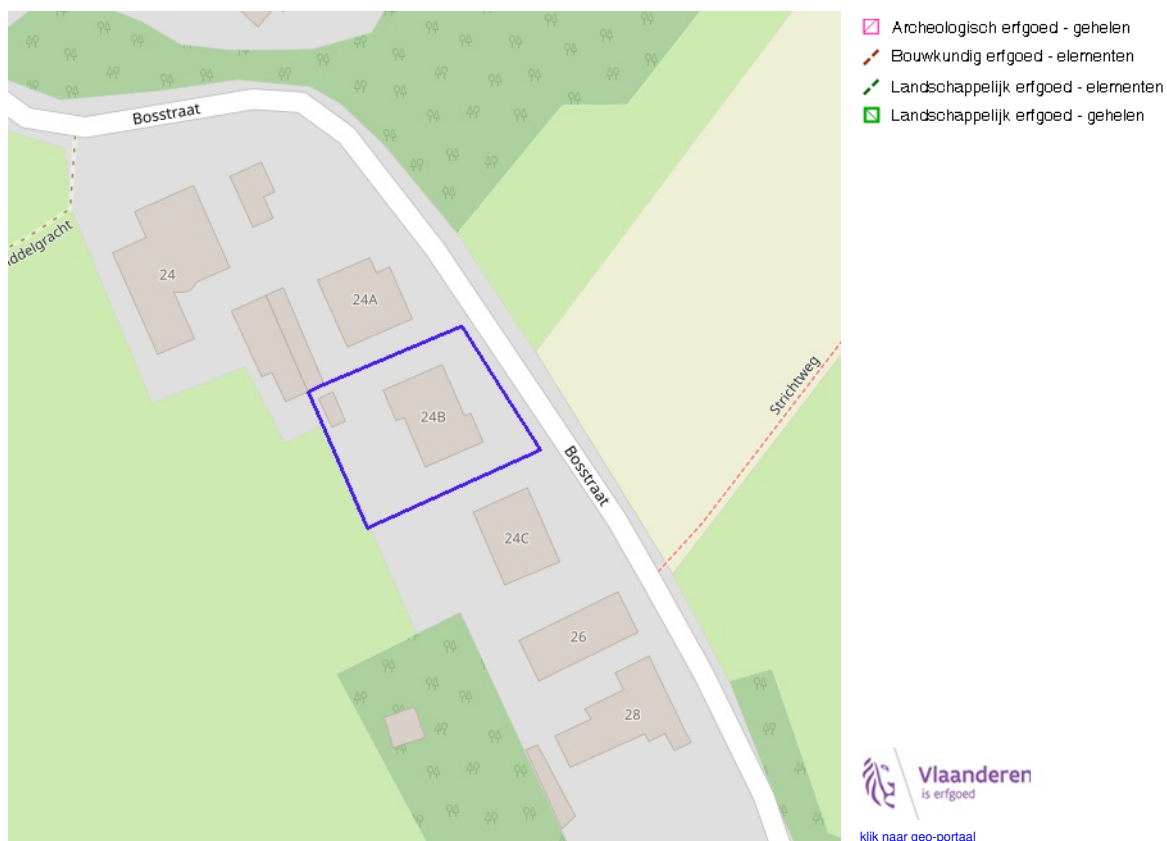 Archeologisch erfgoed - gehelen
Bouwkundig erfgoed - elementen
Landschappelijk erfgoed - elementen
Landschappelijk erfgoed - gehelen
Bosstraat
iddelgracht
24
24A
24B
Strichtweg
Bosstraat
24C
26
28
Vlaanderen
is erfgoed
klik naar geo-portaal